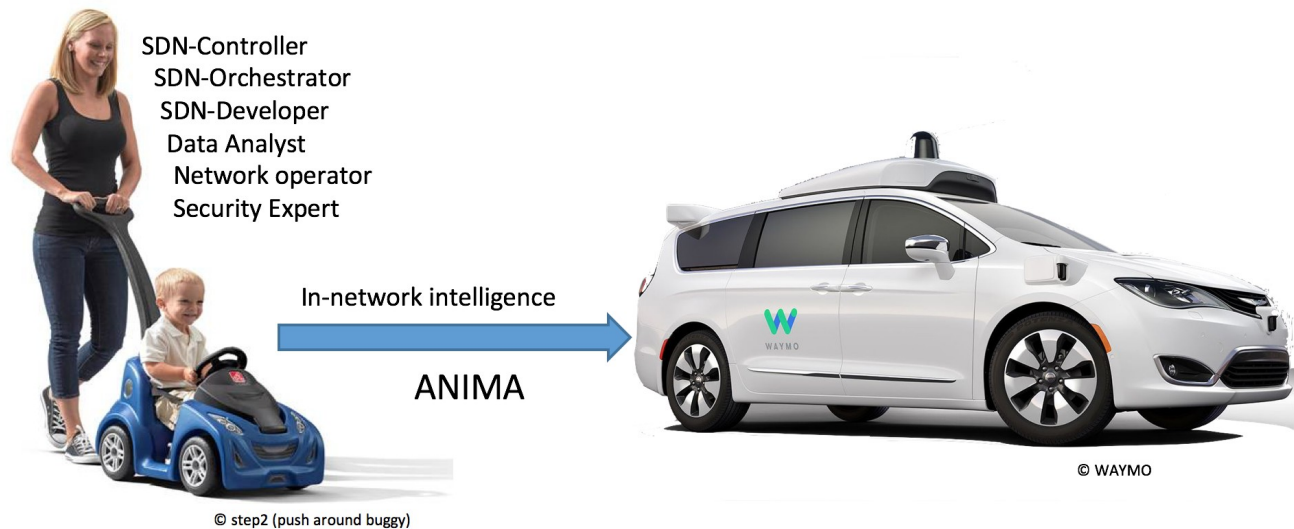 SDN-Controller
SDN-Orchestrator
SDN-Developer
Data Analyst
Network operator
Security Expert
In-network intelligence
ANIMA
WAYMO
© WAYMO
© step2 (push around buggy)